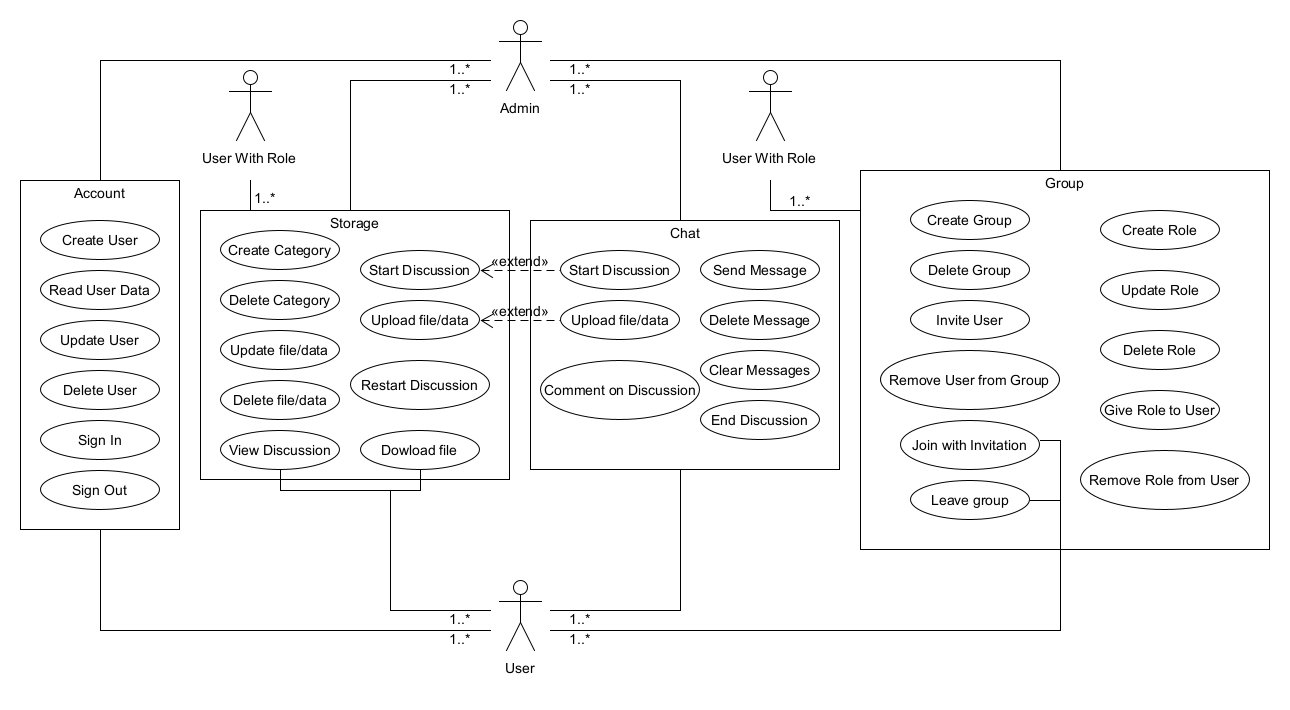 Admin
1..*
1..*
1..*
1..*
User With Role
1..*
User With Role
1..*
Account
Create User
Read User Data
Update User
Delete User
Sign In
Sign Out
Storage
Create Category
Delete Category
Update file/data
Delete file/data
View Discussion
Start Discussion
Upload file/data
Restart Discussion
Dowload file
«extend»
«extend»
Chat
Start Discussion
Upload file/data
Comment on Discussion
Send Message
Delete Message
Clear Messages
End Discussion
Group
Create Group
Delete Group
Invite User
Remove User from Group
Join with Invitation
Leave group
Create Role
Update Role
Delete Role
Give Role to User
Remove Role from User
1..*
1..*
1..*
1..*
User